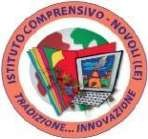 ISTITUTO COMPRENSIVO - NOVOLI (LE)
TRADIZIONE... INNOVAZIONE